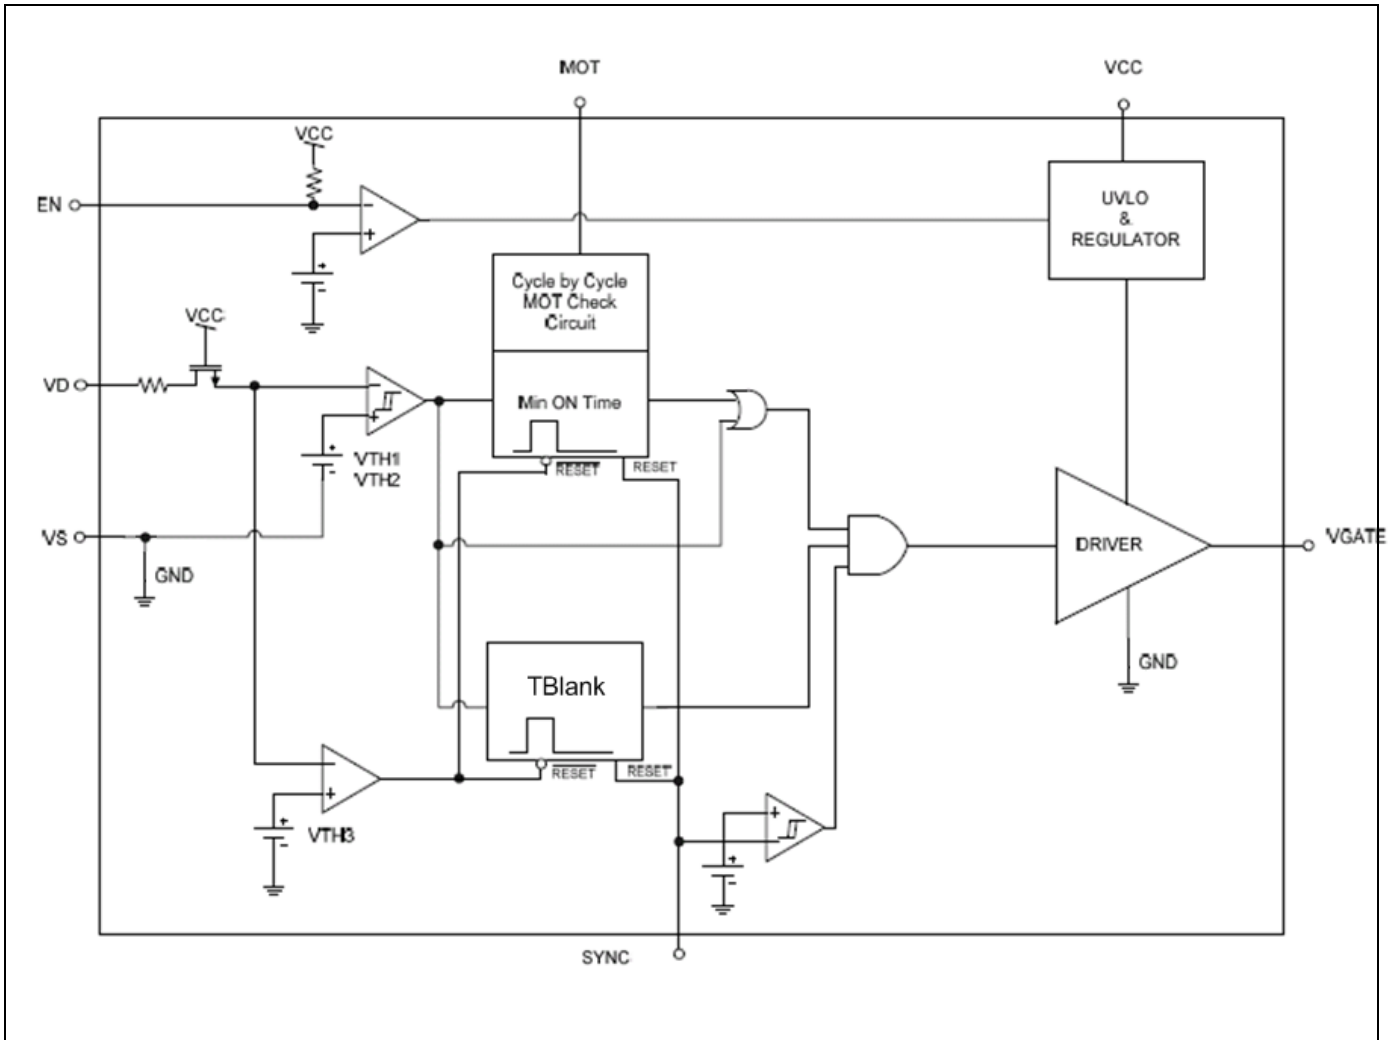 MOT
VCC
VCC
EN
UVLO
&
REGULATOR
Cycle by Cycle
MOT Check
Circuit
VCC
VD
Min ON Time
VTH1
VTH2
RESET
RESET
VS
GND
DRIVER
VGATE
GND
TBlank
RESET
RESET
VTH3
SYNC